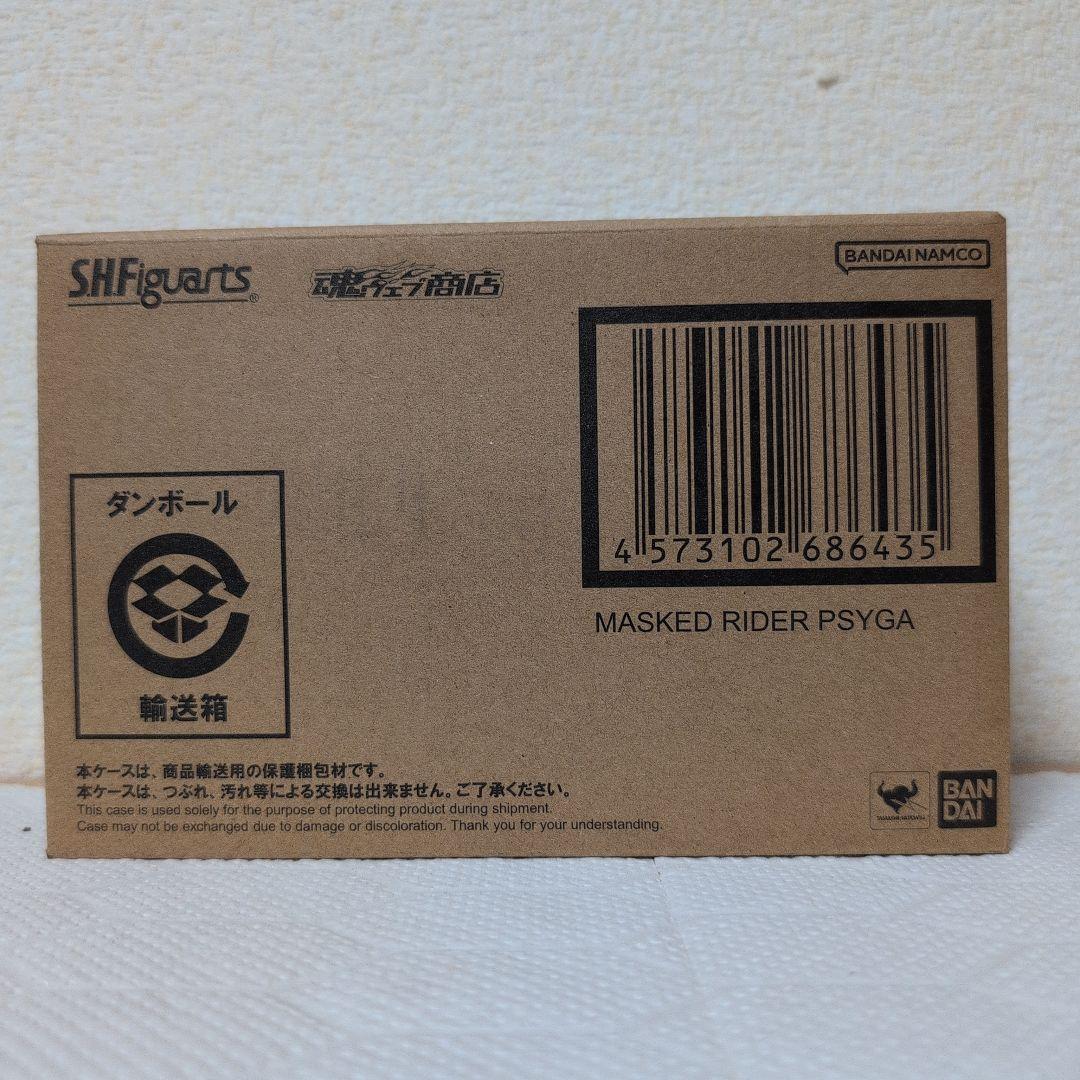 S.H.Figuarts®
魂ウェブ商店
BANDAI NAMCO
4 573102 686435
MASKED RIDER PSYGA
ダンボール
輸送箱
本ケースは、商品輸送用の保護梱包材です。
本ケースは、つぶれ、汚れ等による交換は出来ません。ご了承ください。
This case is used solely for the purpose of protecting product during shipment.
Case may not be exchanged due to damage or discoloration. Thank you for your understanding.
BAN
DAI